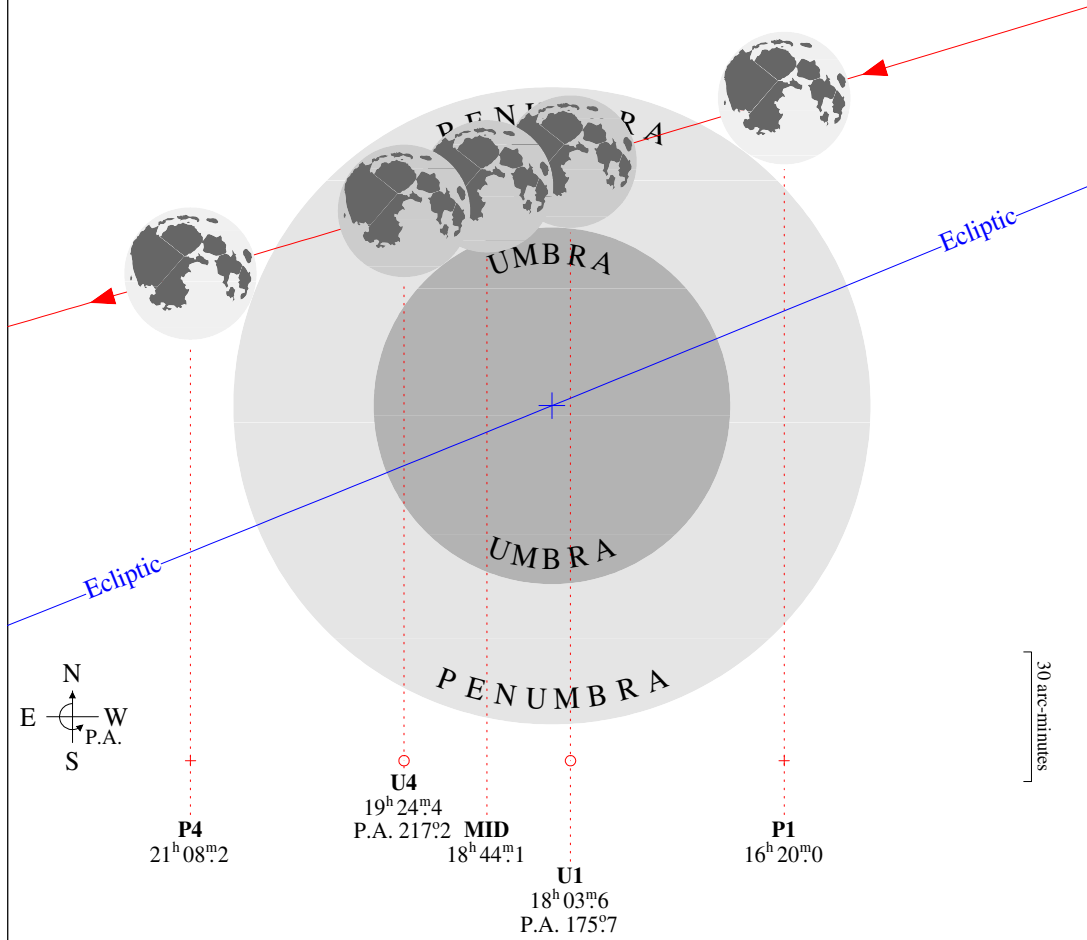 PENUMBRA
UMBRA
Ecliptic
UMBRA
Ecliptic
PENUMBRA
N
E W
P.A.
S
30 arc-minutes
U4
19ʰ 24ᵐ.4
P.A. 217°.2
P4
21ʰ 08ᵐ.2
MID
18ʰ 44ᵐ.1
P1
16ʰ 20ᵐ.0
U1
18ʰ 03ᵐ.6
P.A. 175°.7